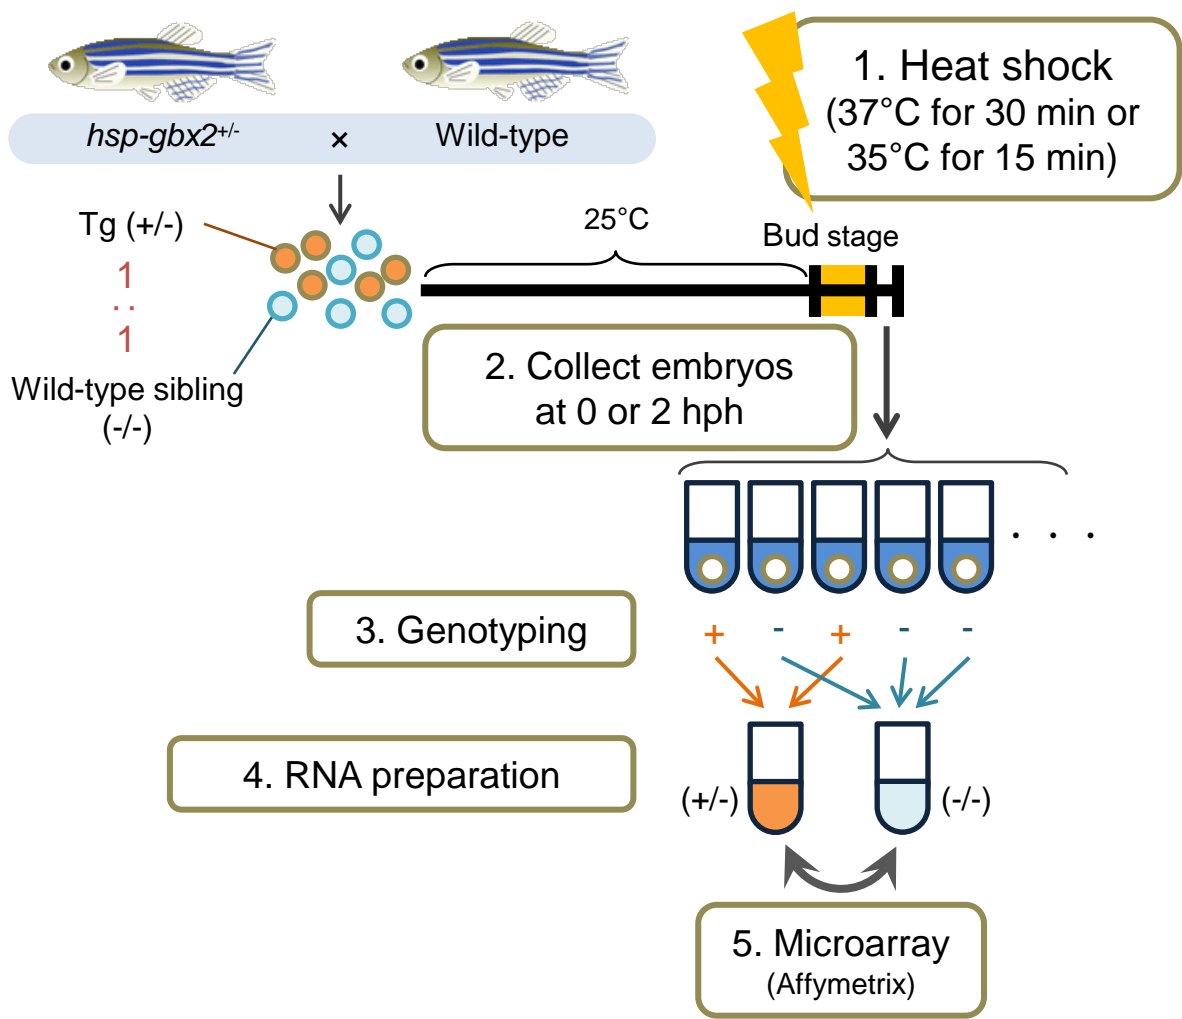 1. Heat shock
(37°C for 30 min or
35°C for 15 min)
hsp-gbx2+/-
×
Wild-type
Tg (+/-)
1
:
1
Wild-type sibling
(-/-)
25°C
Bud stage
2. Collect embryos
at 0 or 2 hph
. . .
3. Genotyping
+ - + - -
4. RNA preparation
(+/-)
(-/-)
5. Microarray
(Affymetrix)